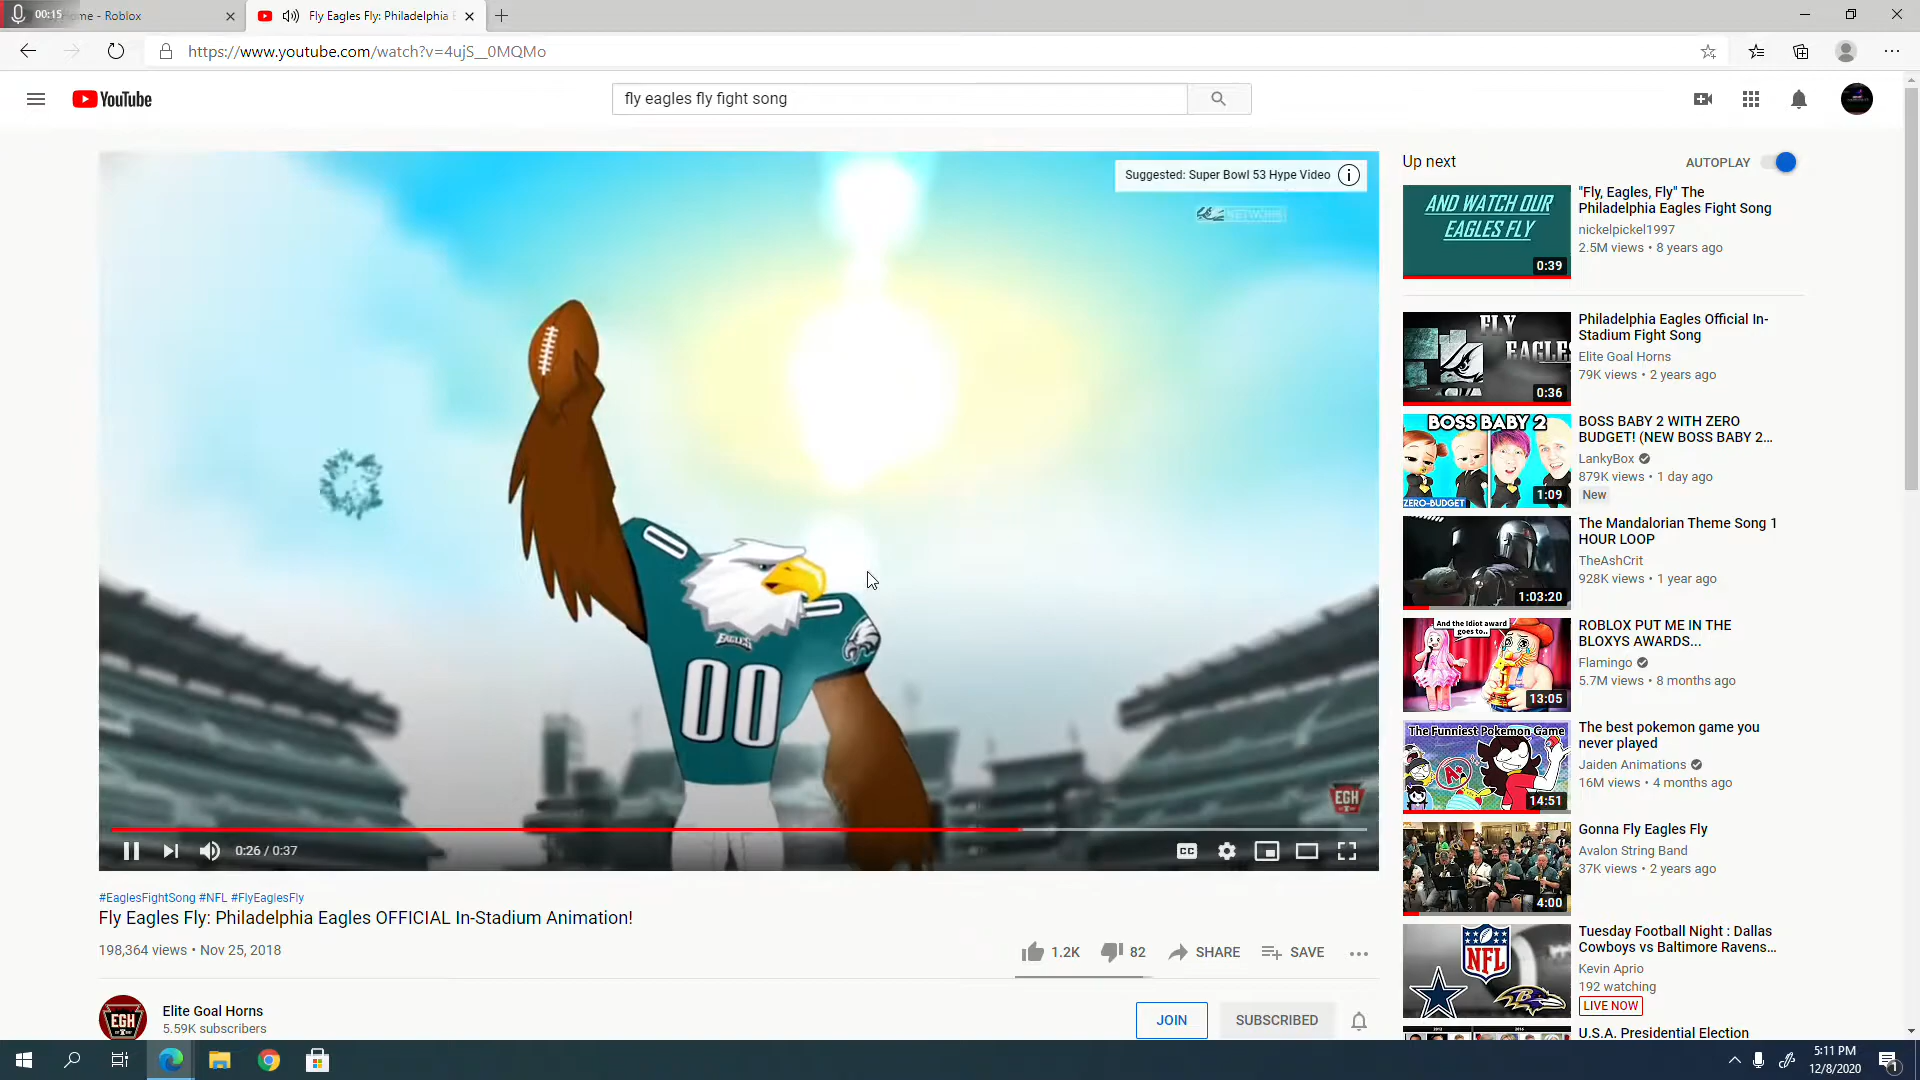 00:15
ome - Roblox
Fly Eagles Fly: Philadelphia E
https://www.youtube.com/watch?v=4ujS__0MQMo
YouTube
fly eagles fly fight song
Suggested: Super Bowl 53 Hype Video
NETWORK
EAGLES
00
EGH
0:26 / 0:37
CC
#EaglesFightSong #NFL #FlyEaglesFly
Fly Eagles Fly: Philadelphia Eagles OFFICIAL In-Stadium Animation!
198,364 views • Nov 25, 2018
1.2K
82
SHARE
SAVE
EGH
Elite Goal Horns
5.59K subscribers
JOIN
SUBSCRIBED
Up next
AUTOPLAY
AND WATCH OUR
EAGLES FLY
0:39
"Fly, Eagles, Fly" The
Philadelphia Eagles Fight Song
nickelpickel1997
2.5M views • 8 years ago
FLY
EAGLES
0:36
Philadelphia Eagles Official In-
Stadium Fight Song
Elite Goal Horns
79K views • 2 years ago
BOSS BABY 2
ZERO-BUDGET
1:09
BOSS BABY 2 WITH ZERO
BUDGET! (NEW BOSS BABY 2...
LankyBox
879K views • 1 day ago
New
1:03:20
The Mandalorian Theme Song 1
HOUR LOOP
TheAshCrit
928K views • 1 year ago
And the Idiot award
goes to..
13:05
ROBLOX PUT ME IN THE
BLOXYS AWARDS...
Flamingo
5.7M views • 8 months ago
The Funniest Pokemon Game
A+
14:51
The best pokemon game you
never played
Jaiden Animations
16M views • 4 months ago
4:00
Gonna Fly Eagles Fly
Avalon String Band
37K views • 2 years ago
NFL
Tuesday Football Night : Dallas
Cowboys vs Baltimore Ravens...
Kevin Aprio
192 watching
LIVE NOW
U.S.A. Presidential Election
5:11 PM
12/8/2020
1